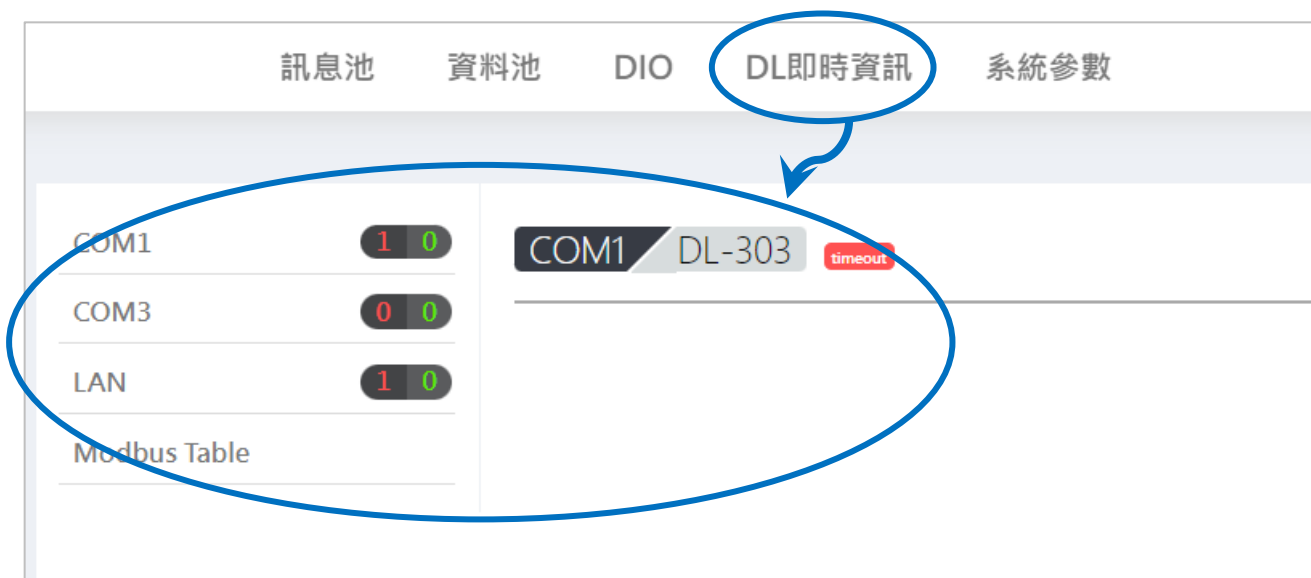 訊息池 資料池 DIO DL即時資訊 系統參數
COM1 1 0
COM3 0 0
LAN 1 0
Modbus Table
COM1 DL-303 timeout